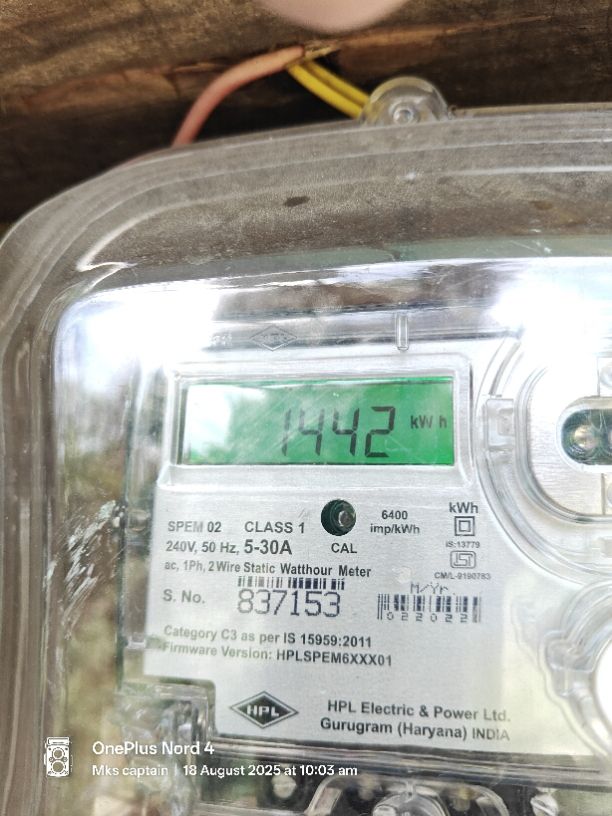 1442 kWh
SPEM 02 CLASS 1 6400 imp/kWh kWh
240V, 50 Hz, 5-30A CAL IS:13779
ac, 1Ph, 2 Wire Static Watthour Meter CM/L-9190783
M/Yr.
S. No. 837153 022022
Category C3 as per IS 15959:2011
Firmware Version: HPLSPEM6XXX01
HPL HPL Electric & Power Ltd.
Gurugram (Haryana) INDIA
OnePlus Nord 4
Mks captain | 18 August 2025 at 10:03 am